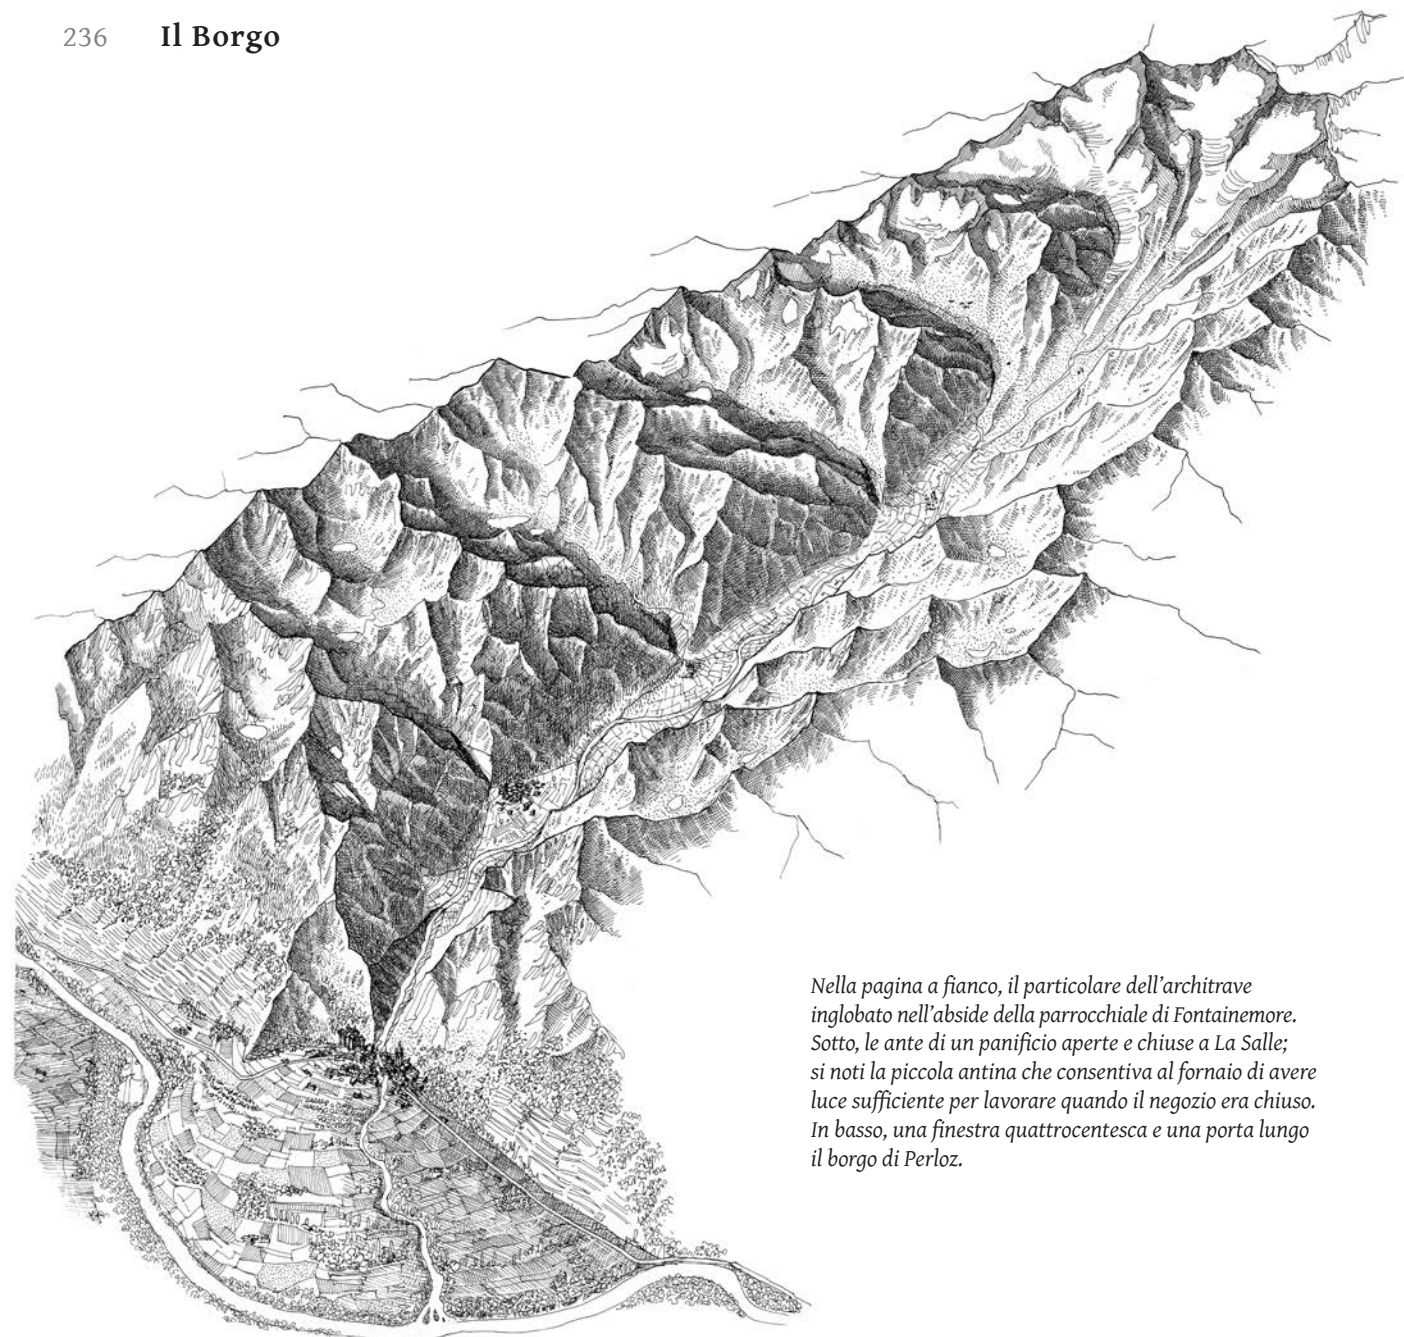 236 Il Borgo
Nella pagina a fianco, il particolare dell’architrave
inglobato nell’abside della parrocchiale di Fontainemore.
Sotto, le ante di un panificio aperte e chiuse a La Salle;
si noti la piccola antina che consentiva al fornaio di avere
luce sufficiente per lavorare quando il negozio era chiuso.
In basso, una finestra quattrocentesca e una porta lungo
il borgo di Perloz.